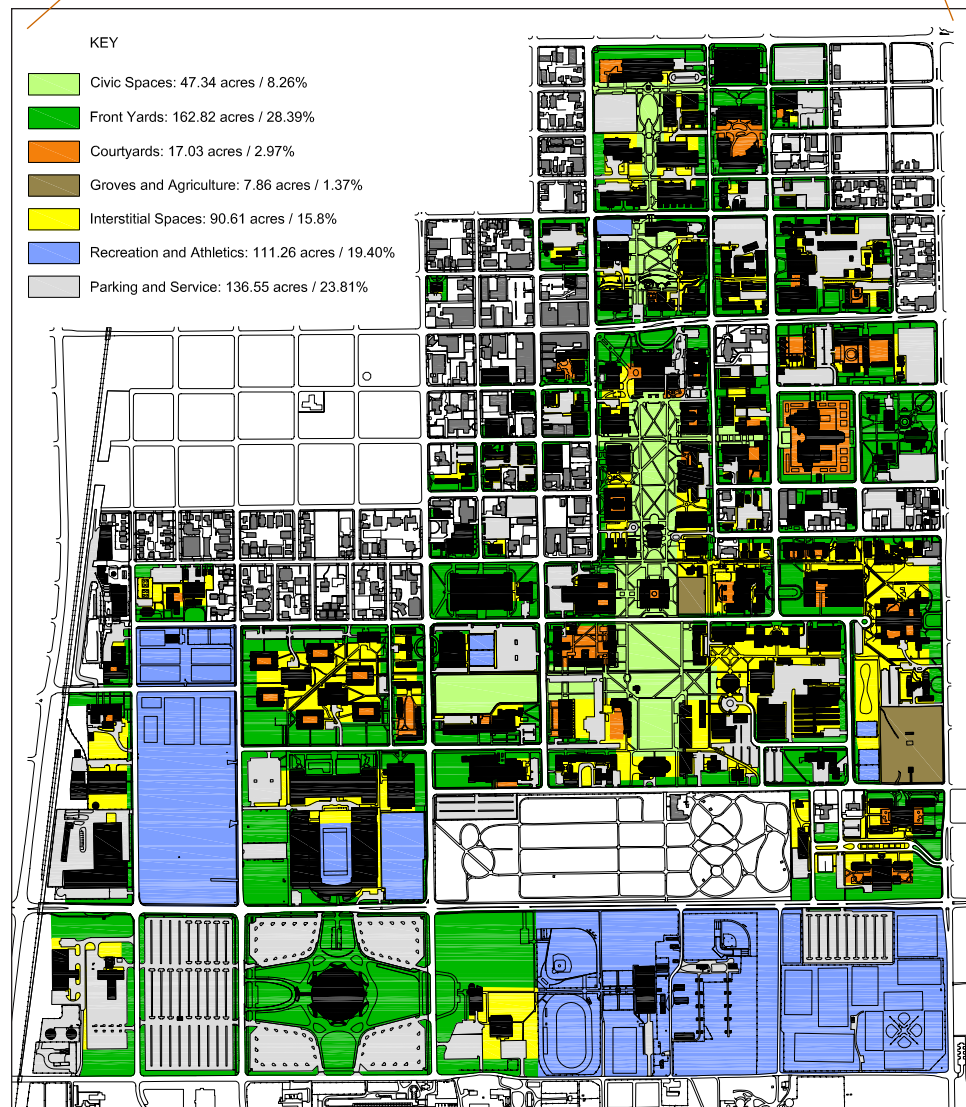 KEY
Civic Spaces: 47.34 acres / 8.26%
Front Yards: 162.82 acres / 28.39%
Courtyards: 17.03 acres / 2.97%
Groves and Agriculture: 7.86 acres / 1.37%
Interstitial Spaces: 90.61 acres / 15.8%
Recreation and Athletics: 111.26 acres / 19.40%
Parking and Service: 136.55 acres / 23.81%